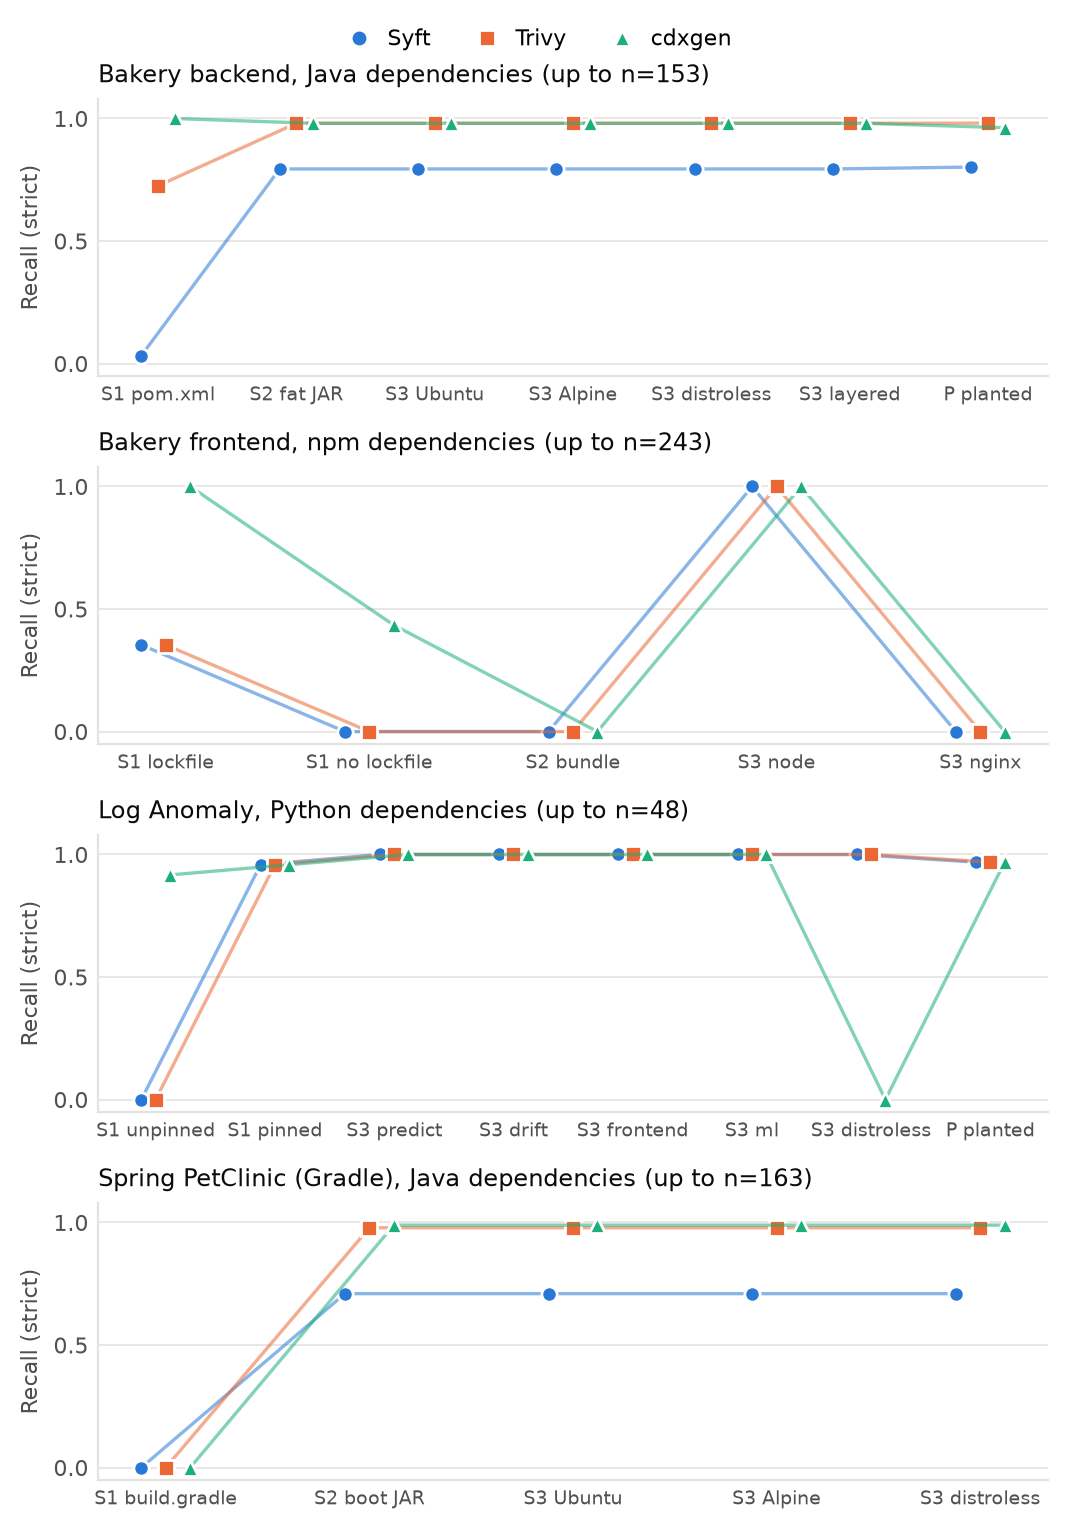 Syft Trivy cdxgen
Bakery backend, Java dependencies (up to n=153)
Recall (strict)
1.0
0.5
0.0
S1 pom.xml S2 fat JAR S3 Ubuntu S3 Alpine S3 distroless S3 layered P planted
Bakery frontend, npm dependencies (up to n=243)
Recall (strict)
1.0
0.5
0.0
S1 lockfile S1 no lockfile S2 bundle S3 node S3 nginx
Log Anomaly, Python dependencies (up to n=48)
Recall (strict)
1.0
0.5
0.0
S1 unpinned S1 pinned S3 predict S3 drift S3 frontend S3 ml S3 distroless P planted
Spring PetClinic (Gradle), Java dependencies (up to n=163)
Recall (strict)
1.0
0.5
0.0
S1 build.gradle S2 boot JAR S3 Ubuntu S3 Alpine S3 distroless